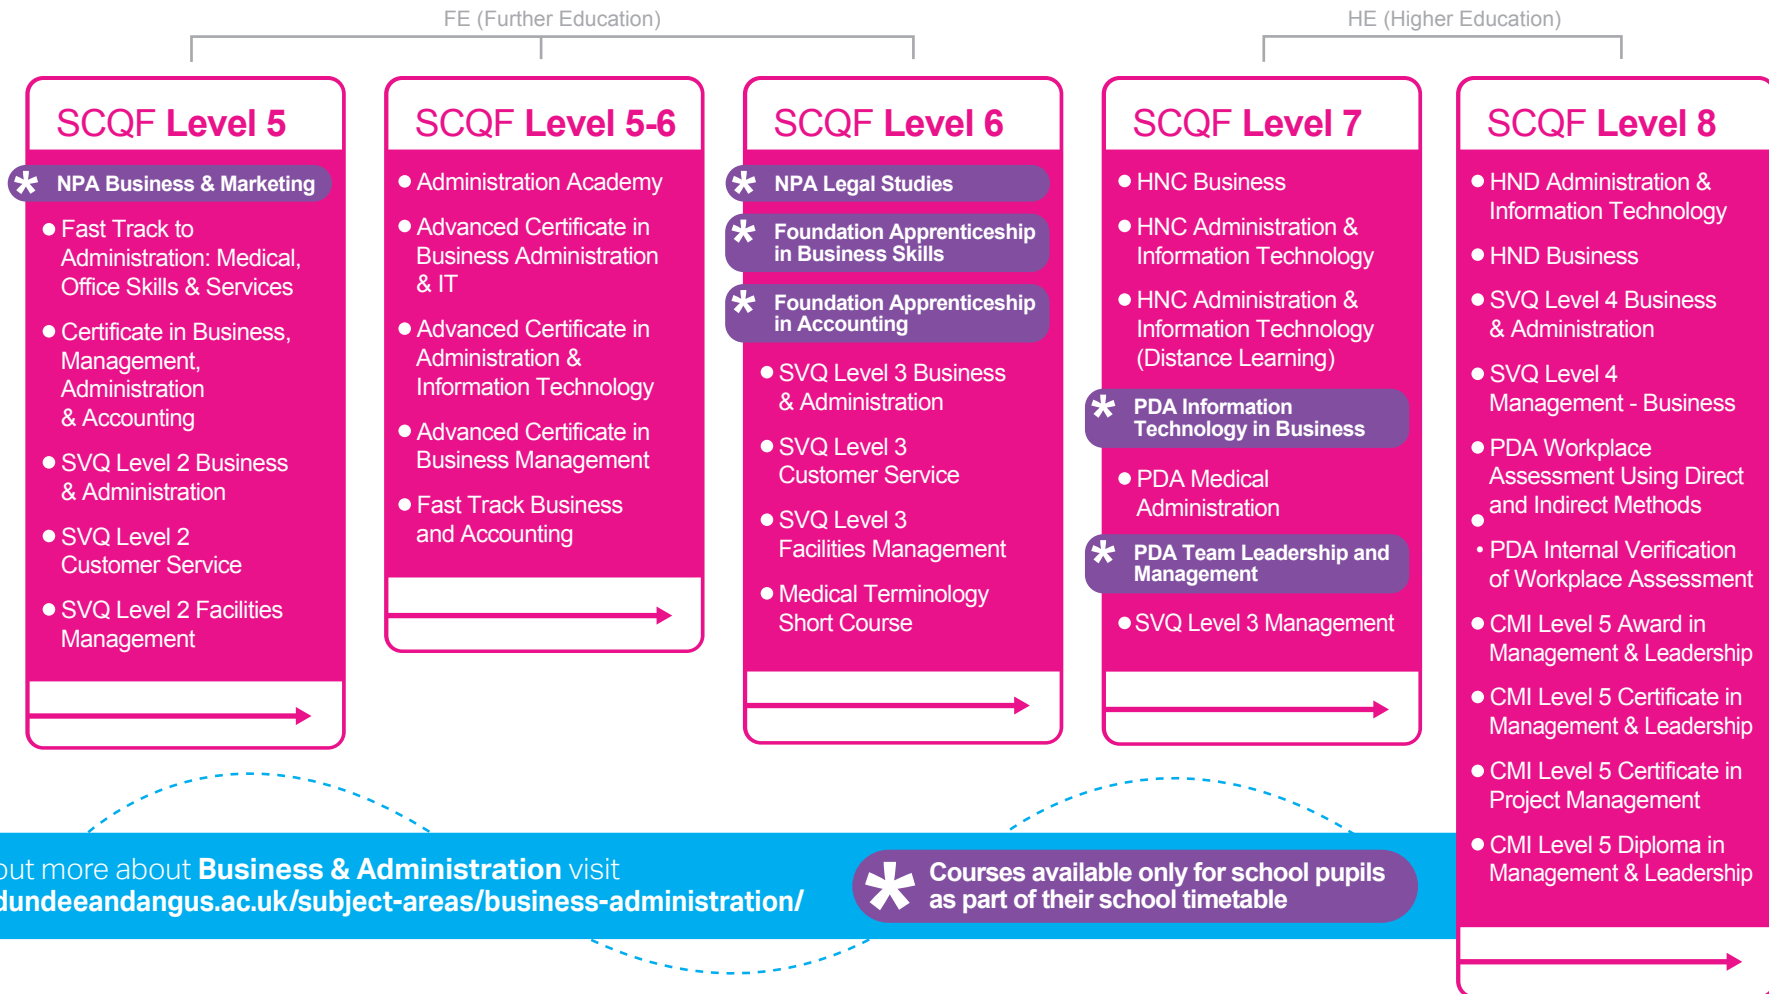 FE (Further Education)
HE (Higher Education)
SCQF Level 5
* NPA Business & Marketing
• Fast Track to
Administration: Medical,
Office Skills & Services
• Certificate in Business,
Management,
Administration
& Accounting
• SVQ Level 2 Business
& Administration
• SVQ Level 2
Customer Service
• SVQ Level 2 Facilities
Management
SCQF Level 5-6
• Administration Academy
• Advanced Certificate in
Business Administration
& IT
• Advanced Certificate in
Administration &
Information Technology
• Advanced Certificate in
Business Management
• Fast Track Business
and Accounting
SCQF Level 6
* NPA Legal Studies
* Foundation Apprenticeship
in Business Skills
* Foundation Apprenticeship
in Accounting
• SVQ Level 3 Business
& Administration
• SVQ Level 3
Customer Service
• SVQ Level 3
Facilities Management
• Medical Terminology
Short Course
SCQF Level 7
• HNC Business
• HNC Administration &
Information Technology
• HNC Administration &
Information Technology
(Distance Learning)
* PDA Information
Technology in Business
• PDA Medical
Administration
* PDA Team Leadership and
Management
• SVQ Level 3 Management
SCQF Level 8
• HND Administration &
Information Technology
• HND Business
• SVQ Level 4 Business
& Administration
• SVQ Level 4
Management - Business
• PDA Workplace
Assessment Using Direct
and Indirect Methods
•
• PDA Internal Verification
of Workplace Assessment
• CMI Level 5 Award in
Management & Leadership
• CMI Level 5 Certificate in
Management & Leadership
• CMI Level 5 Certificate in
Project Management
• CMI Level 5 Diploma in
Management & Leadership
out more about Business & Administration visit
dundeeandangus.ac.uk/subject-areas/business-administration/
* Courses available only for school pupils
as part of their school timetable